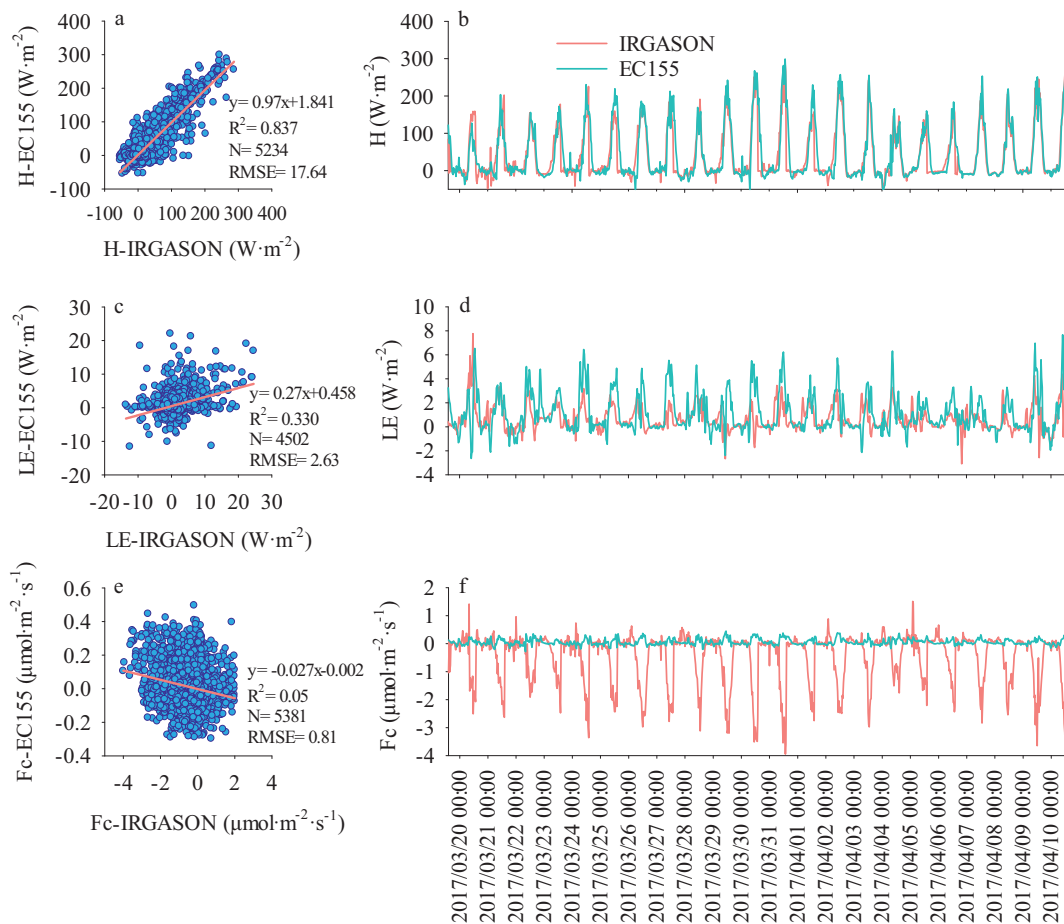 a
400
300
200
100
0
-100
-100 0 100 200 300 400
H-EC155 (W·m-2)
H-IRGASON (W·m-2)
y= 0.97x+1.841
R2= 0.837
N= 5234
RMSE= 17.64
b
IRGASON
EC155
400
300
200
100
0
H (W·m-2)
c
30
20
10
0
-10
-20
-20 -10 0 10 20 30
LE-EC155 (W·m-2)
LE-IRGASON (W·m-2)
y= 0.27x+0.458
R2= 0.330
N= 4502
RMSE= 2.63
d
10
8
6
4
2
0
-2
-4
LE (W·m-2)
e
0.6
0.4
0.2
0.0
-0.2
-0.4
-4 -2 0 2 4
Fc-EC155 (μmol·m-2·s-1)
Fc-IRGASON (μmol·m-2·s-1)
y= -0.027x-0.002
R2= 0.05
N= 5381
RMSE= 0.81
f
2
1
0
-1
-2
-3
-4
Fc (μmol·m-2·s-1)
2017/03/20 00:00
2017/03/21 00:00
2017/03/22 00:00
2017/03/23 00:00
2017/03/24 00:00
2017/03/25 00:00
2017/03/26 00:00
2017/03/27 00:00
2017/03/28 00:00
2017/03/29 00:00
2017/03/30 00:00
2017/03/31 00:00
2017/04/01 00:00
2017/04/02 00:00
2017/04/03 00:00
2017/04/04 00:00
2017/04/05 00:00
2017/04/06 00:00
2017/04/07 00:00
2017/04/08 00:00
2017/04/09 00:00
2017/04/10 00:00